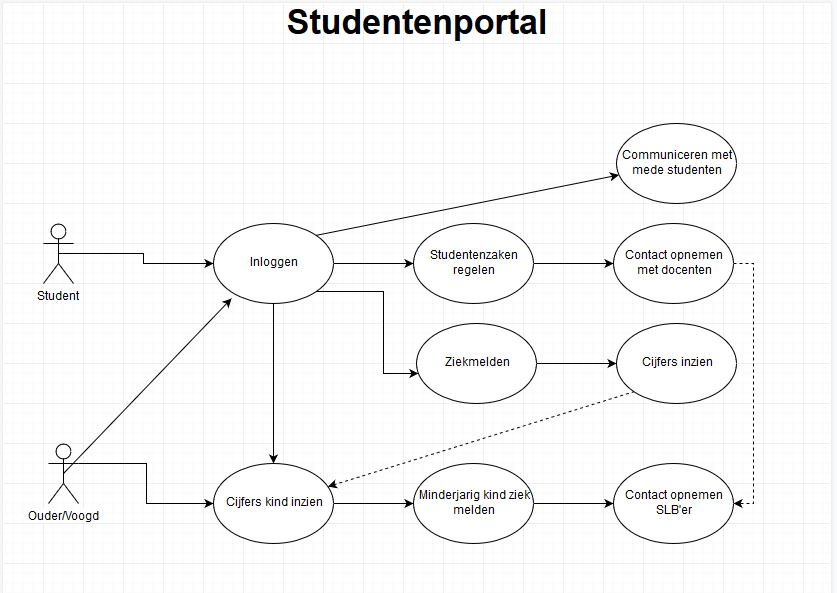 Studentenportal
Communiceren met
mede studenten
Student
Inloggen
Studentenzaken
regelen
Contact opnemen
met docenten
Ziekmelden
Cijfers inzien
Ouder/Voogd
Cijfers kind inzien
Minderjarig kind ziek
melden
Contact opnemen
SLB'er